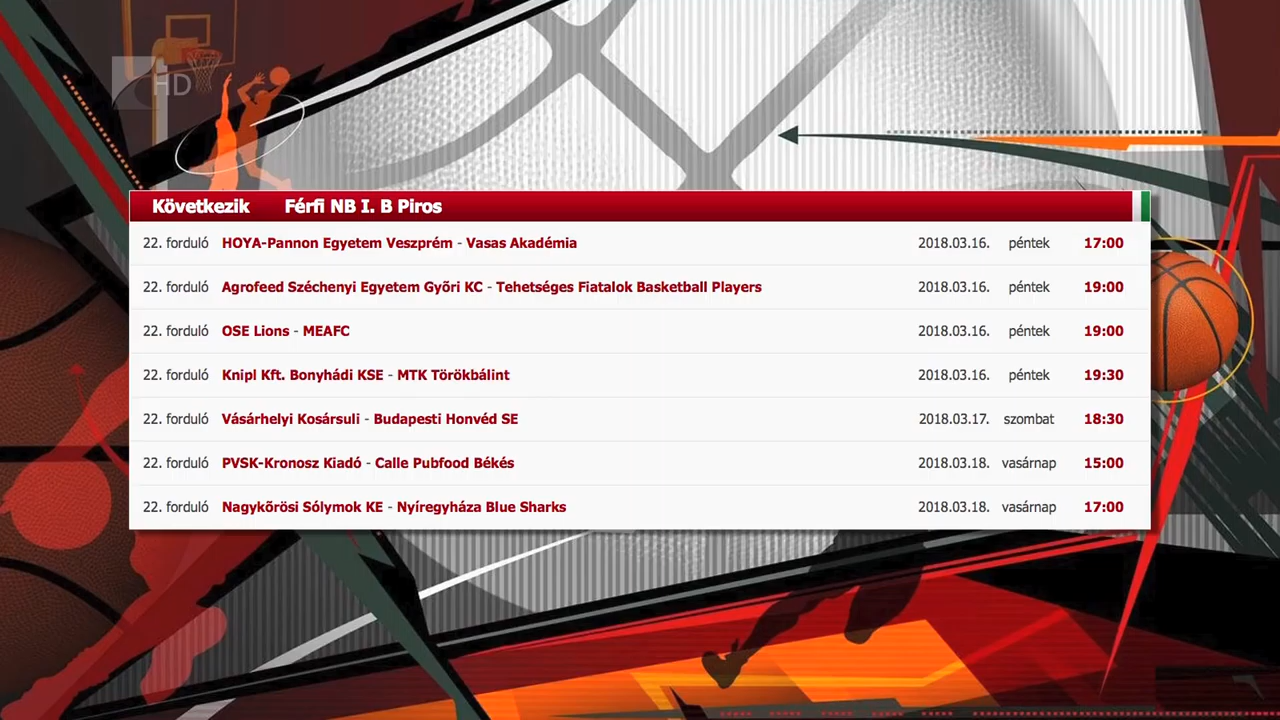 HD
Következik Férfi NB I. B Piros
22. forduló HOYA-Pannon Egyetem Veszprém - Vasas Akadémia 2018.03.16. péntek 17:00
22. forduló Agrofeed Széchenyi Egyetem Gyõri KC - Tehetséges Fiatalok Basketball Players 2018.03.16. péntek 19:00
22. forduló OSE Lions - MEAFC 2018.03.16. péntek 19:00
22. forduló Knipl Kft. Bonyhádi KSE - MTK Törökbálint 2018.03.16. péntek 19:30
22. forduló Vásárhelyi Kosársuli - Budapesti Honvéd SE 2018.03.17. szombat 18:30
22. forduló PVSK-Kronosz Kiadó - Calle Pubfood Békés 2018.03.18. vasárnap 15:00
22. forduló Nagykõrösi Sólymok KE - Nyíregyháza Blue Sharks 2018.03.18. vasárnap 17:00